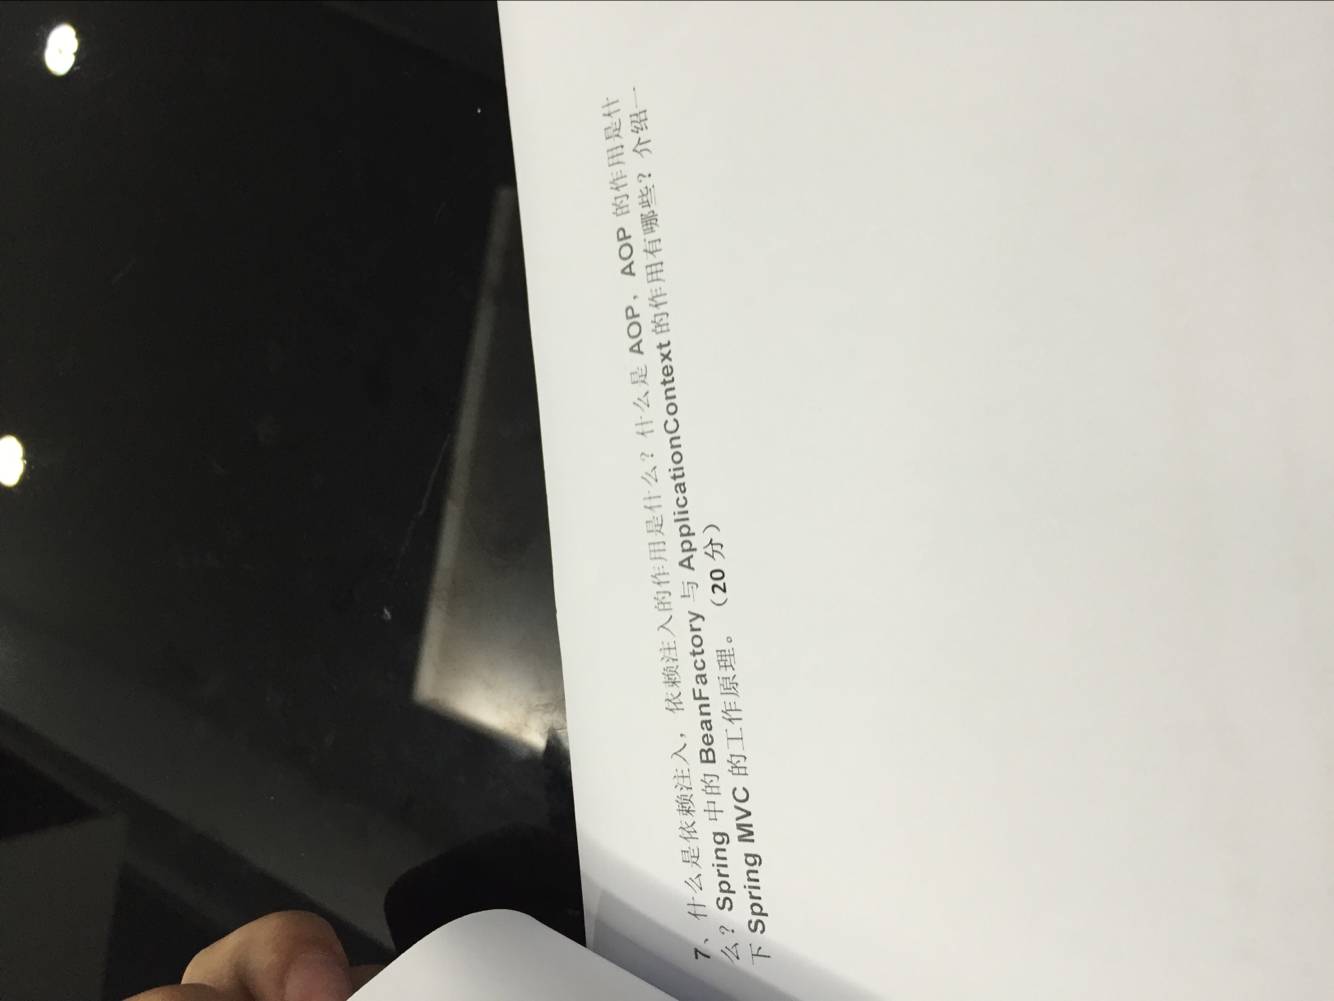 7、什么是依赖注入，依赖注入的作用是什么？什么是 AOP，AOP 的作用是什
么？Spring 中的 BeanFactory 与 ApplicationContext 的作用有哪些？介绍一
下 Spring MVC 的工作原理。（20 分）